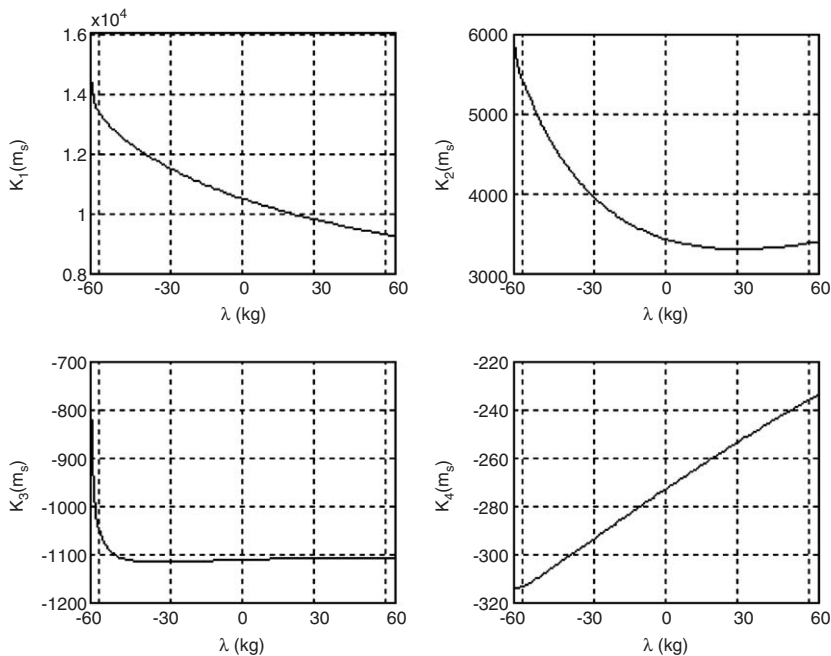 x10⁴
1.6
1.4
1.2
1
0.8
K₁(mₛ)
-60 -30 0 30 60
λ (kg)
6000
5000
4000
3000
K₂(mₛ)
-60 -30 0 30 60
λ (kg)
-700
-800
-900
-1000
-1100
-1200
K₃(mₛ)
-60 -30 0 30 60
λ (kg)
-220
-240
-260
-280
-300
-320
K₄(mₛ)
-60 -30 0 30 60
λ (kg)